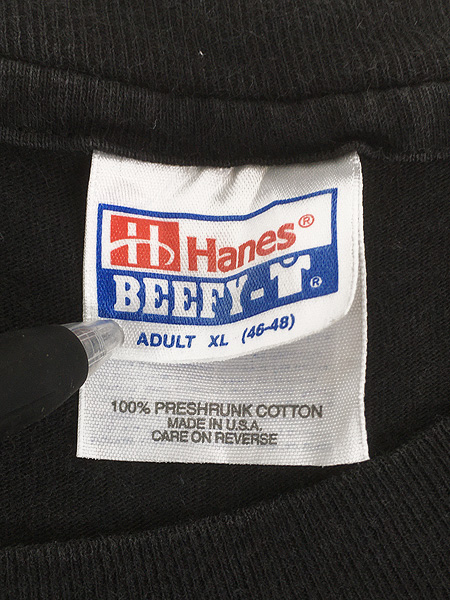 Hanes®
BEEFY-T®
ADULT XL (46-48)
100% PRESHRUNK COTTON
MADE IN U.S.A.
CARE ON REVERSE